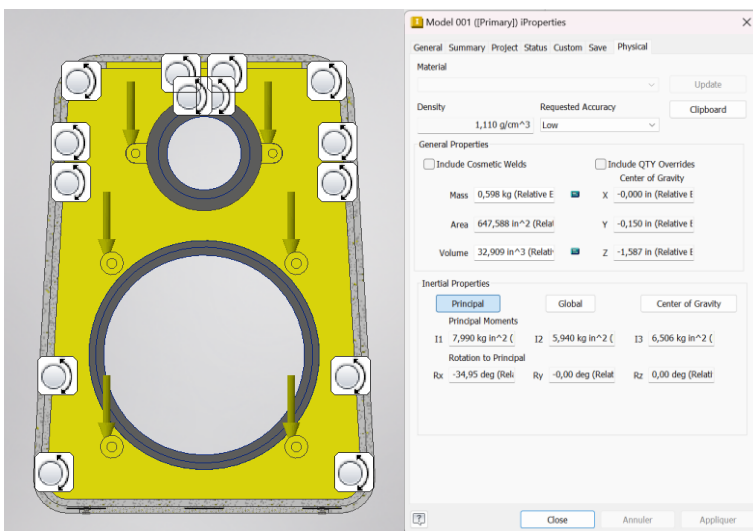 Model 001 ([Primary]) iProperties
General Summary Project Status Custom Save Physical
Material
Update
Density Requested Accuracy
Clipboard
1,110 g/cm^3 Low
General Properties
Include Cosmetic Welds Include QTY Overrides
Center of Gravity
Mass 0,598 kg (Relative E X -0,000 in (Relative E
Area 647,588 in^2 (Relat Y -0,150 in (Relative E
Volume 32,909 in^3 (Relati Z -1,587 in (Relative E
Inertial Properties
Principal Global Center of Gravity
Principal Moments
I1 7,990 kg in^2 ( I2 5,940 kg in^2 ( I3 6,506 kg in^2 (
Rotation to Principal
Rx -34,95 deg (Rela Ry -0,00 deg (Relat Rz 0,00 deg (Relati
Close Annuler Appliquer